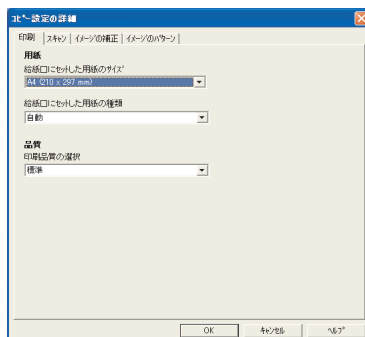 コピー設定の詳細
印刷 スキャン イメージの補正 イメージのパターン
用紙
給紙口にセットした用紙のサイズ
A4 (210 x 297 mm)
給紙口にセットした用紙の種類
自動
品質
印刷品質の選択
標準
OK キャンセル ヘルプ